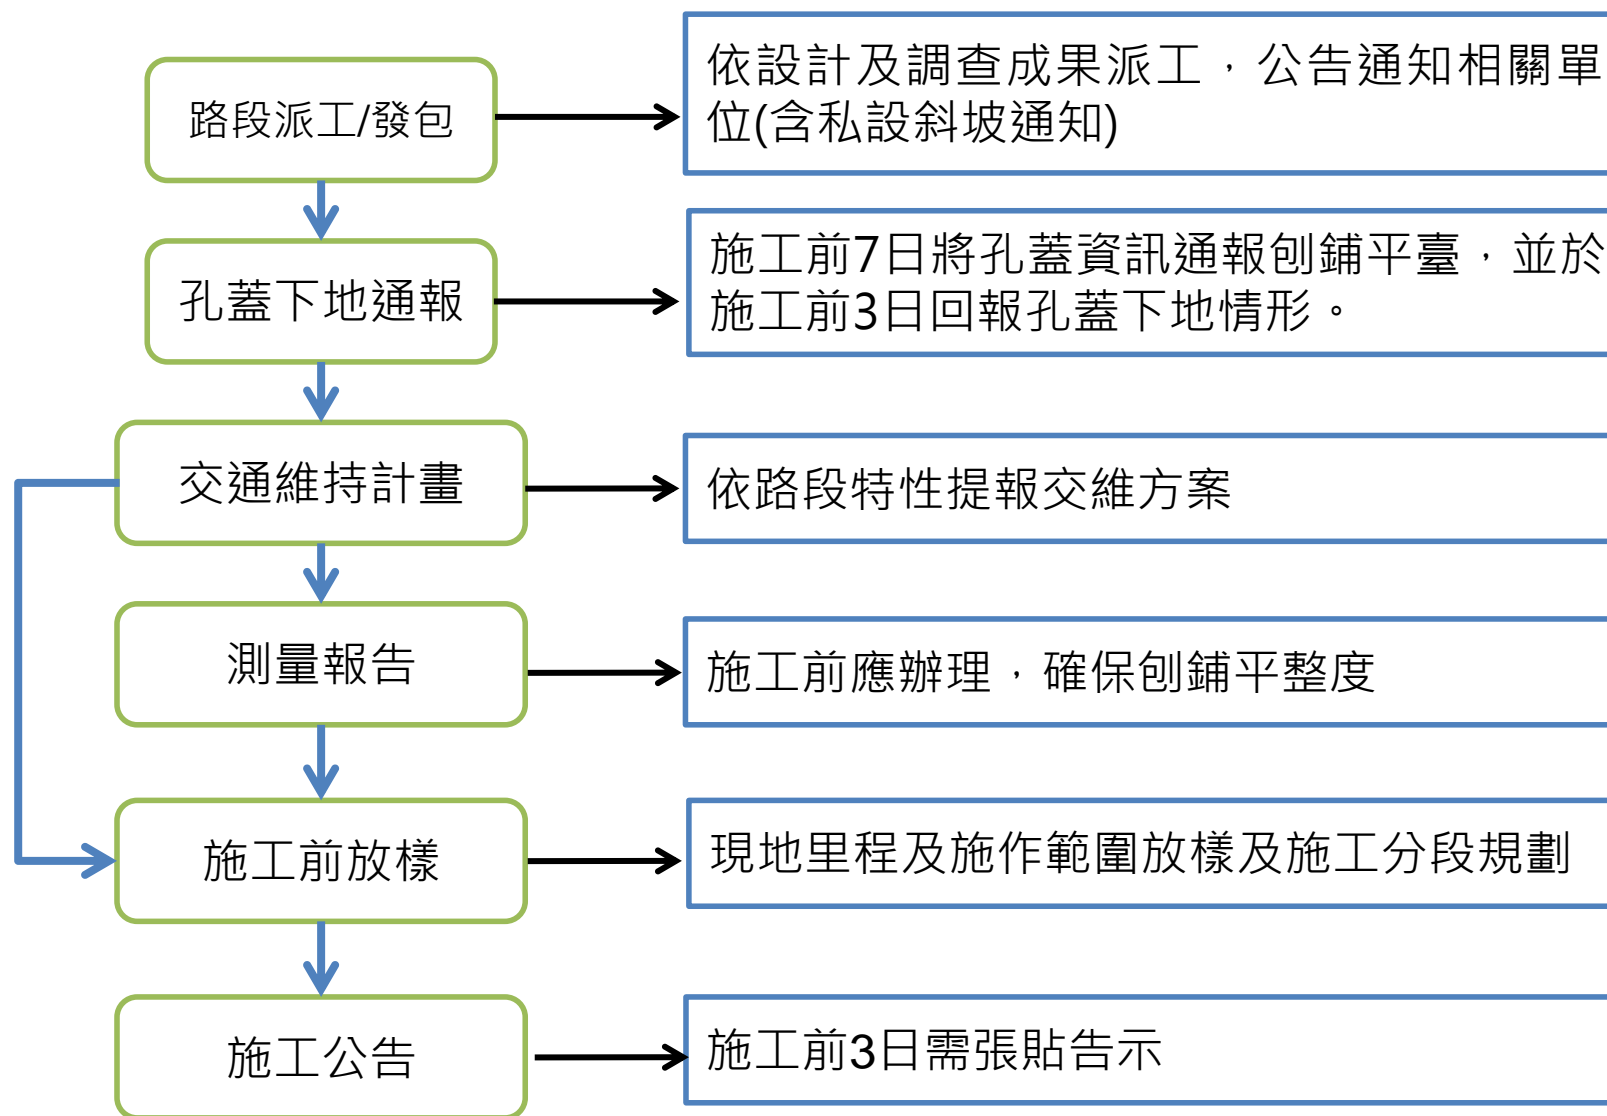 路段派工/發包
依設計及調查成果派工，公告通知相關單
位(含私設斜坡通知)
孔蓋下地通報
施工前7日將孔蓋資訊通報刨鋪平臺，並於
施工前3日回報孔蓋下地情形。
交通維持計畫
依路段特性提報交維方案
測量報告
施工前應辦理，確保刨鋪平整度
施工前放樣
現地里程及施作範圍放樣及施工分段規劃
施工公告
施工前3日需張貼告示